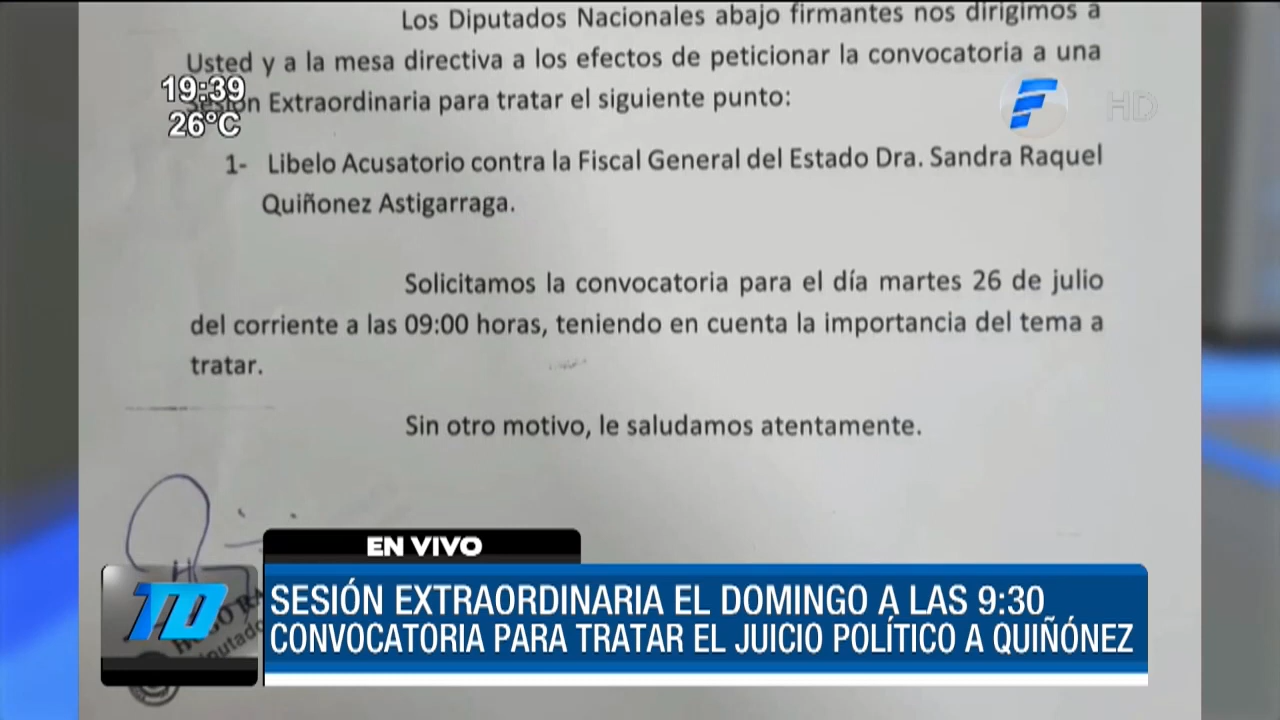 Los Diputados Nacionales abajo firmantes nos dirigimos a
Usted y a la mesa directiva a los efectos de peticionar la convocatoria a una
Sesión Extraordinaria para tratar el siguiente punto:
19:39
26°C
HD
1- Libelo Acusatorio contra la Fiscal General del Estado Dra. Sandra Raquel
Quiñonez Astigarraga.
Solicitamos la convocatoria para el día martes 26 de julio
del corriente a las 09:00 horas, teniendo en cuenta la importancia del tema a
tratar.
Sin otro motivo, le saludamos atentamente.
EN VIVO
TD
SESIÓN EXTRAORDINARIA EL DOMINGO A LAS 9:30
CONVOCATORIA PARA TRATAR EL JUICIO POLÍTICO A QUIÑÓNEZ